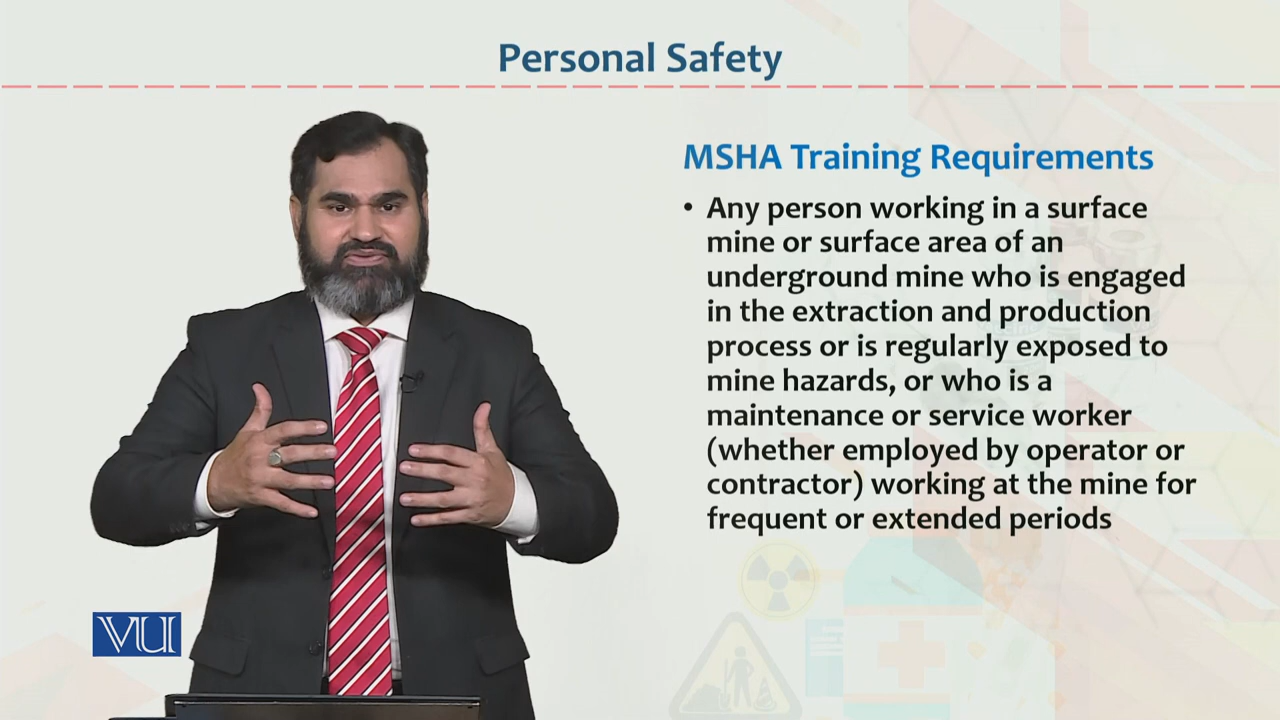 Personal Safety
MSHA Training Requirements
• Any person working in a surface
mine or surface area of an
underground mine who is engaged
in the extraction and production
process or is regularly exposed to
mine hazards, or who is a
maintenance or service worker
(whether employed by operator or
contractor) working at the mine for
frequent or extended periods
VU